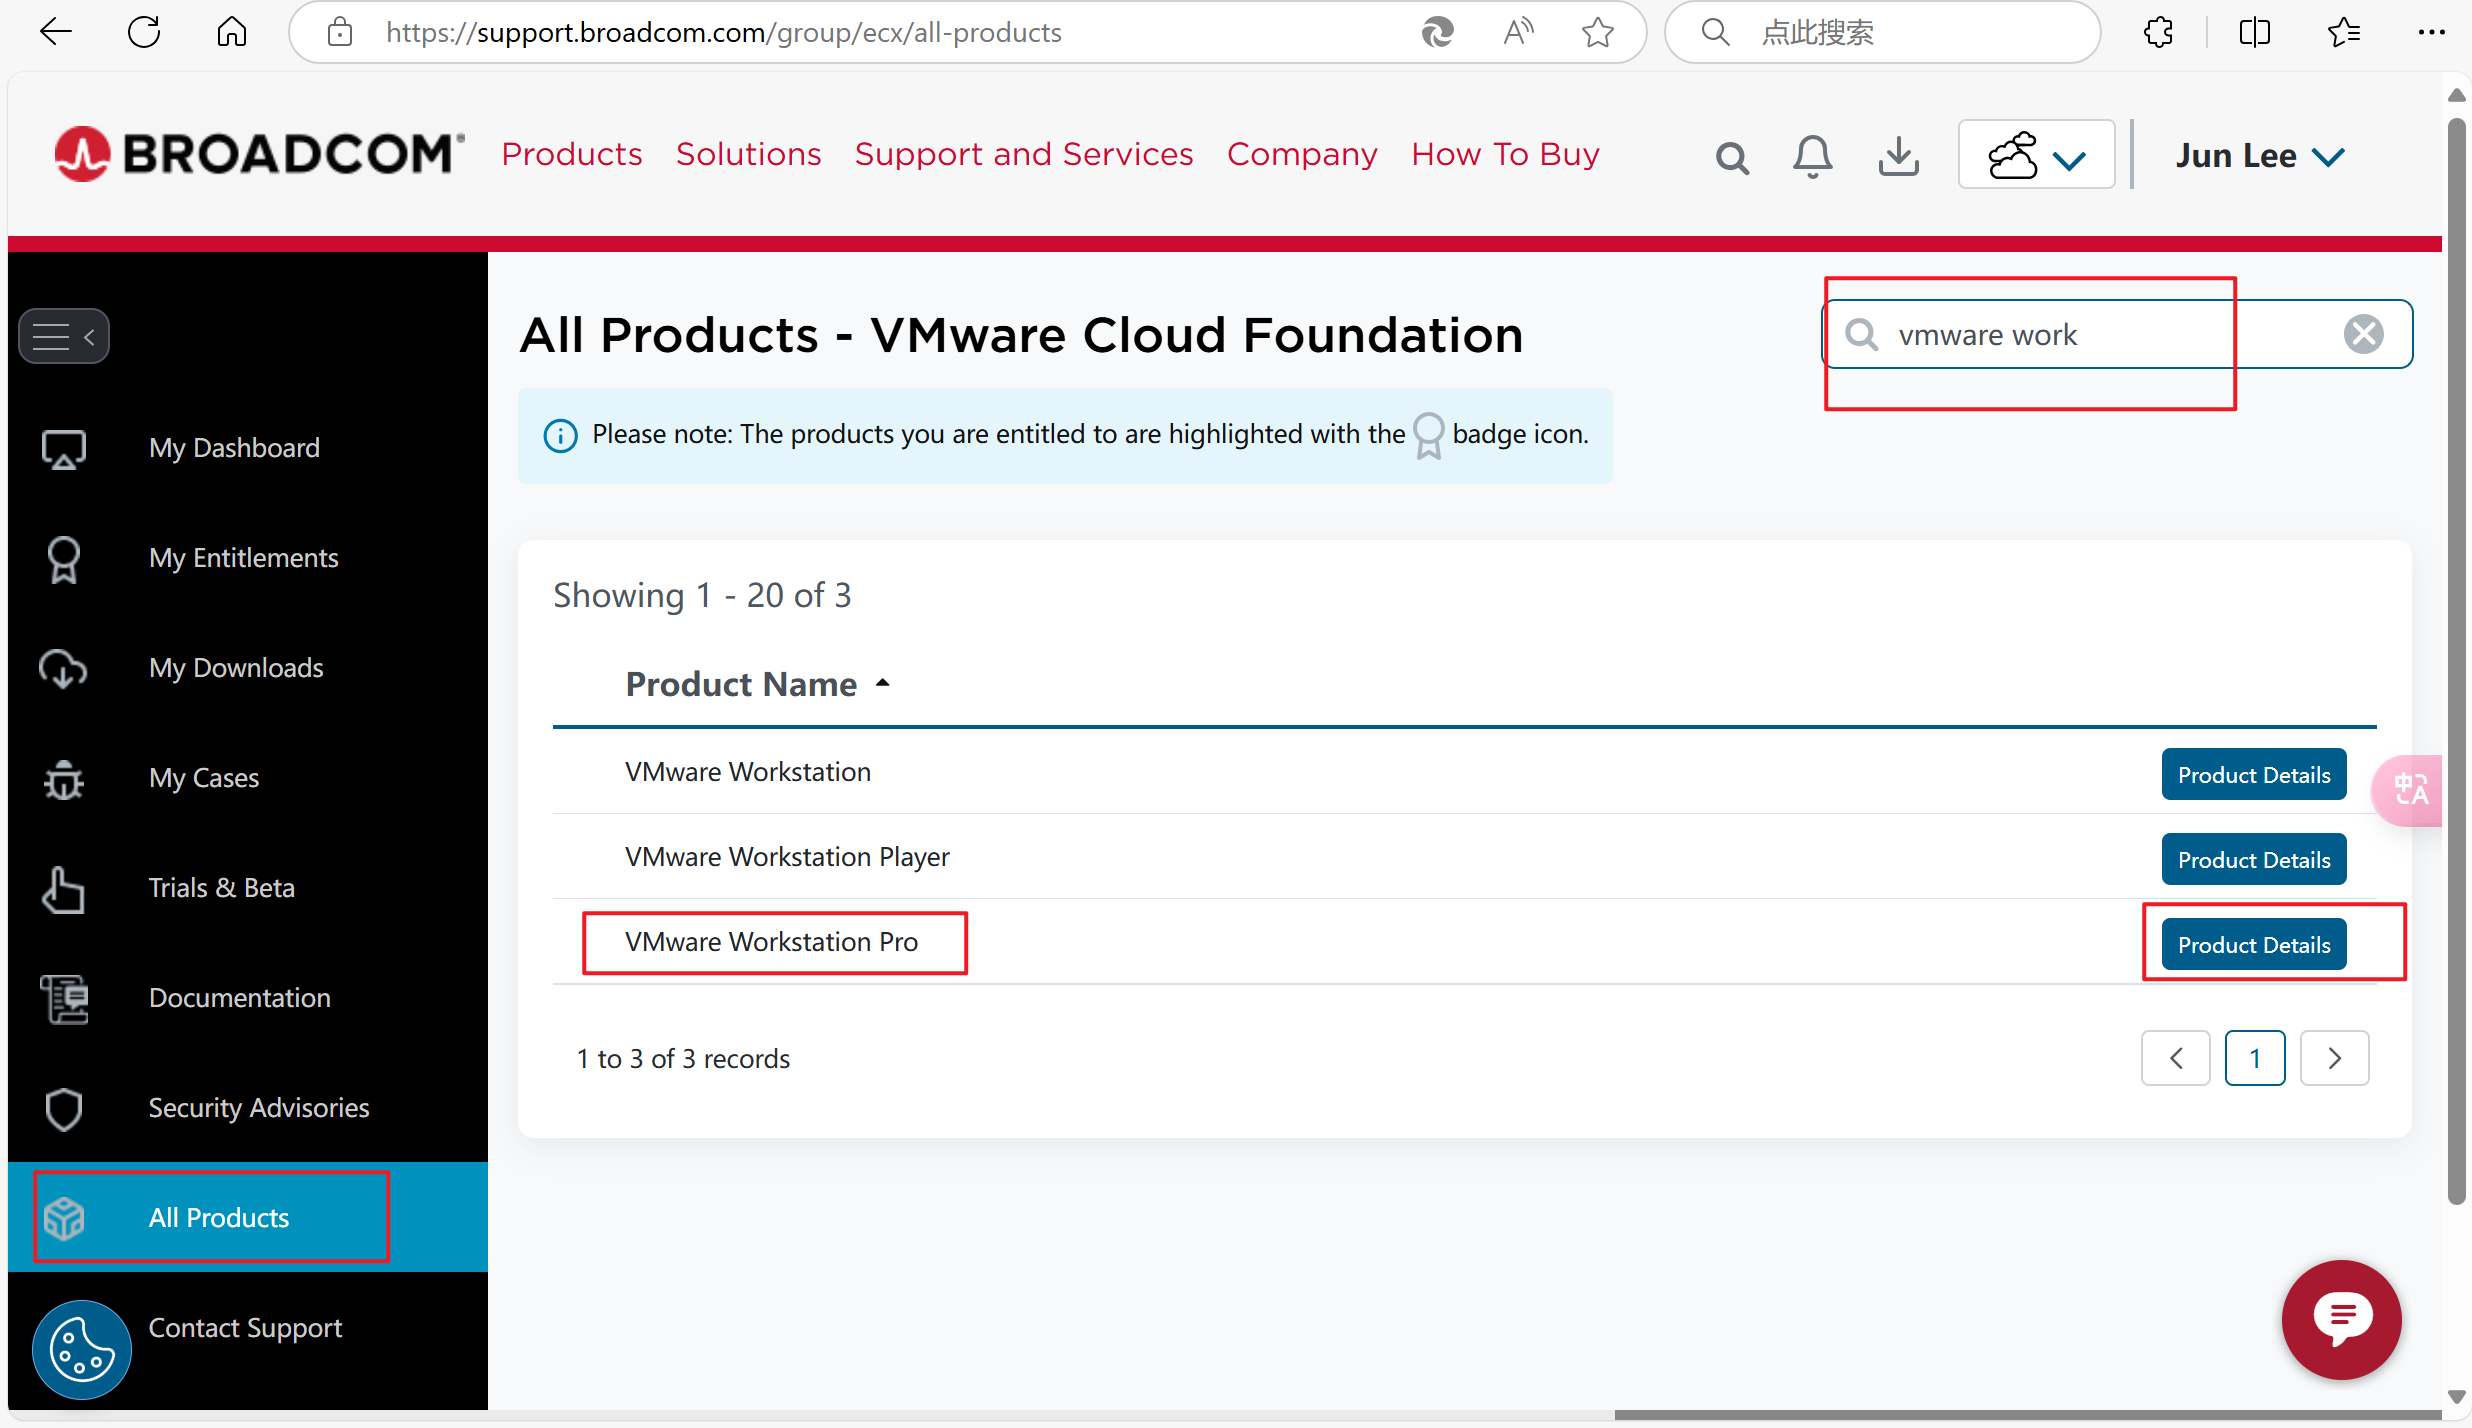 https://support.broadcom.com/group/ecx/all-products
点此搜索
BROADCOM
Products Solutions Support and Services Company How To Buy
Jun Lee
My Dashboard
My Entitlements
My Downloads
My Cases
Trials & Beta
Documentation
Security Advisories
All Products
Contact Support
All Products - VMware Cloud Foundation
vmware work
Please note: The products you are entitled to are highlighted with the badge icon.
Showing 1 - 20 of 3
Product Name
VMware Workstation Product Details
VMware Workstation Player Product Details
VMware Workstation Pro Product Details
1 to 3 of 3 records
1
中A